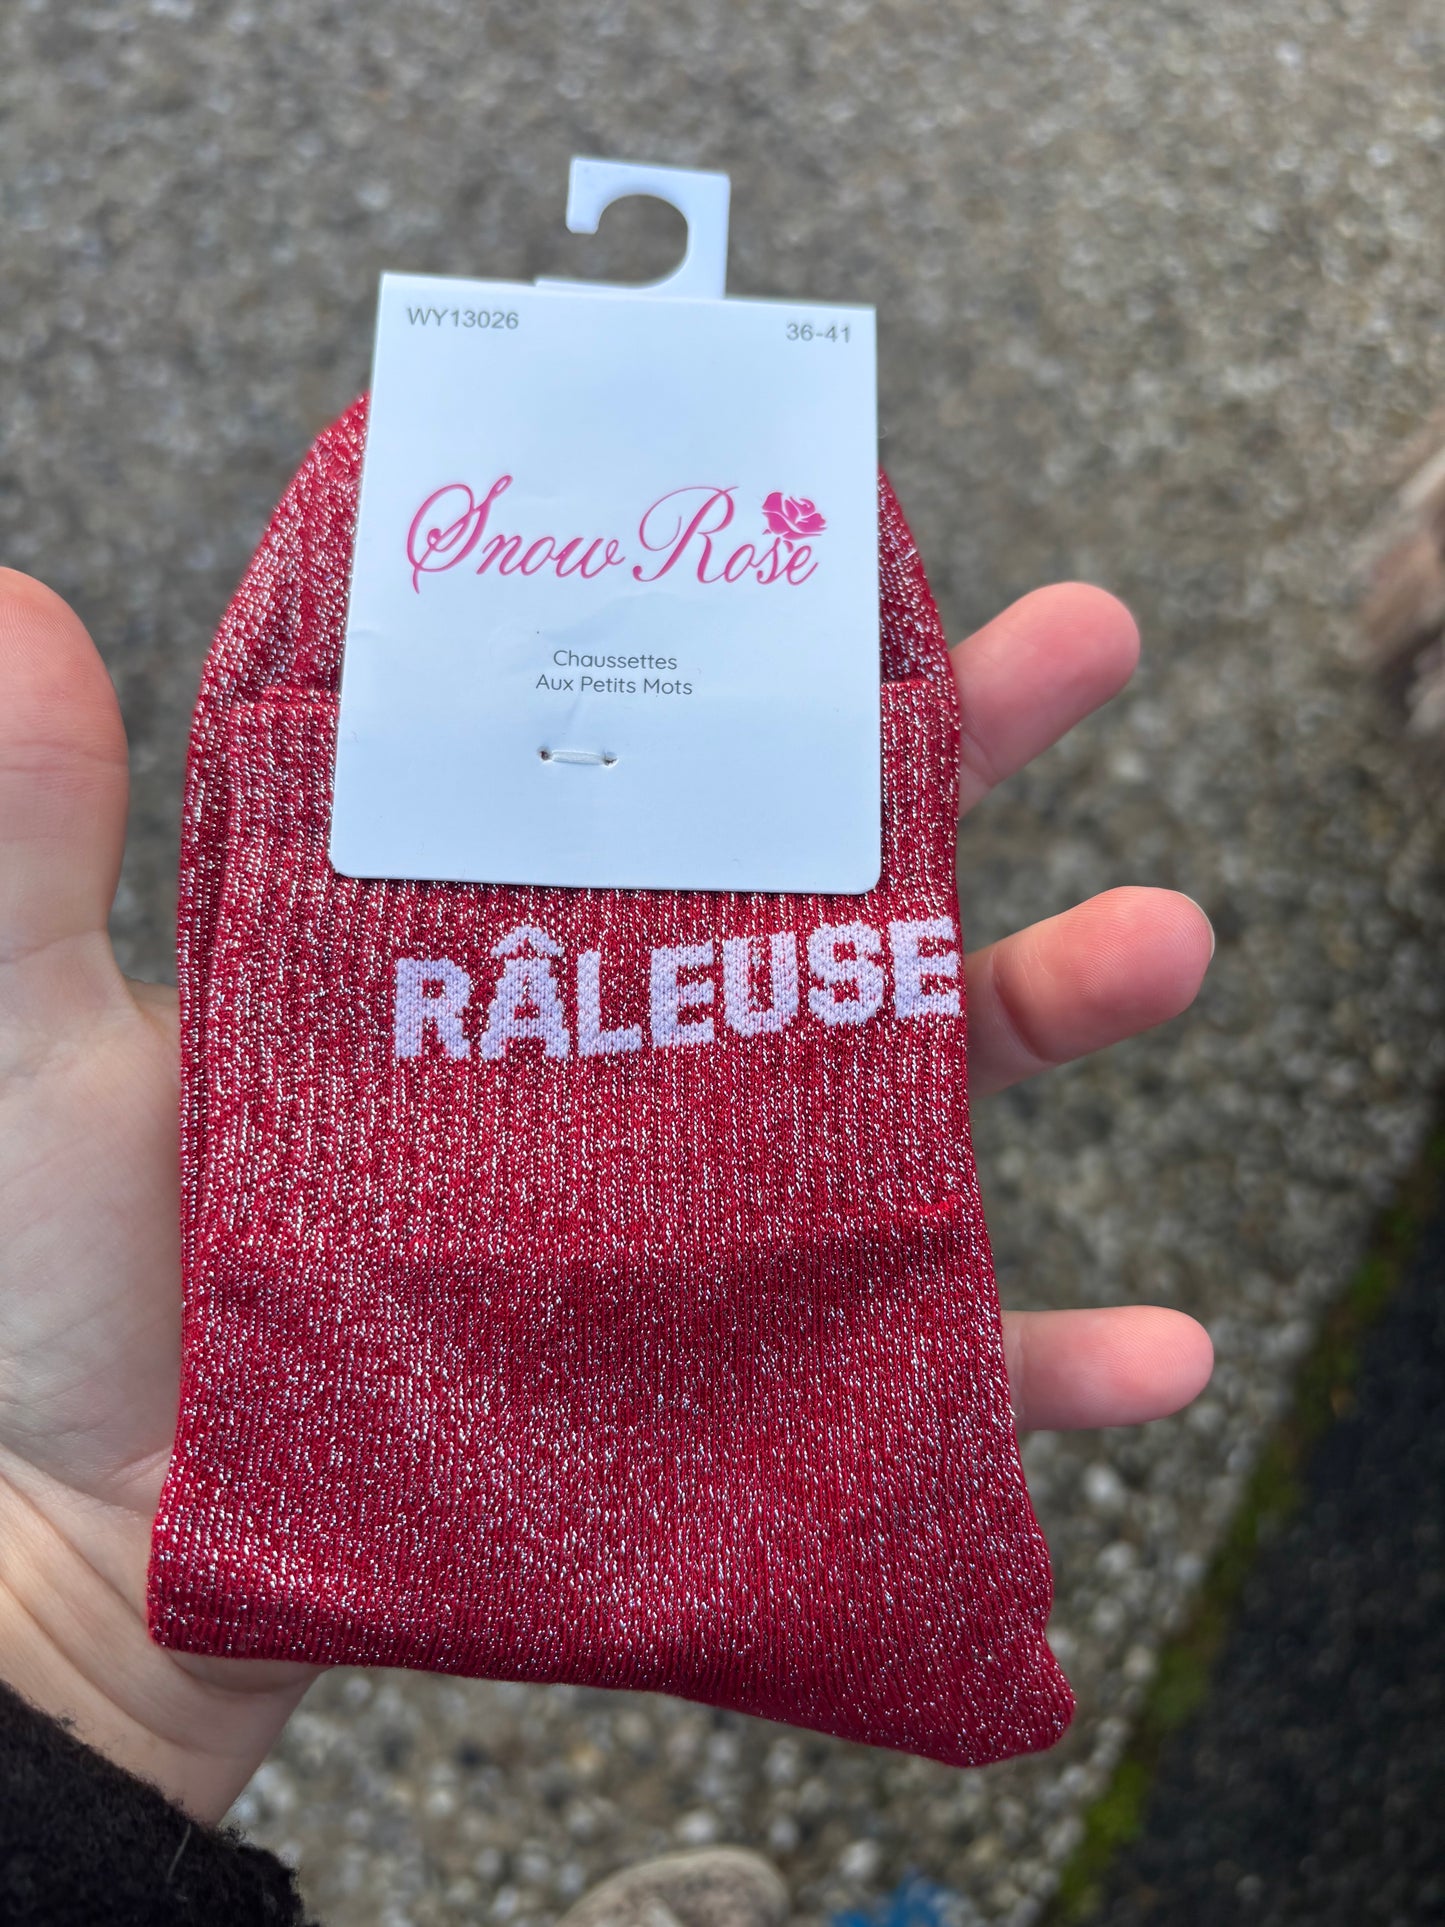 WY13026 36-41
Snow Rose
Chaussettes
Aux Petits Mots
RÂLEUSE